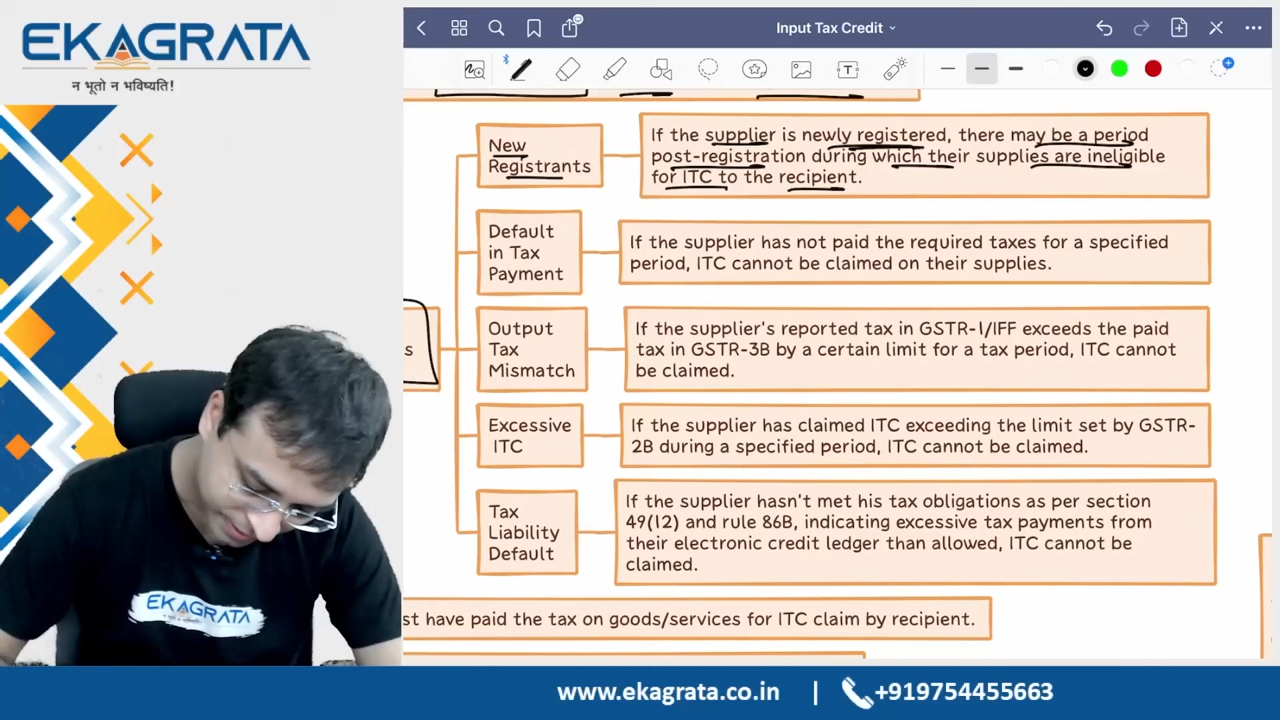 EKAGRATA
न भूतो न भविष्यति!
Input Tax Credit
New
Registrants
If the supplier is newly registered, there may be a period
post-registration during which their supplies are ineligible
for ITC to the recipient.
Default
in Tax
Payment
If the supplier has not paid the required taxes for a specified
period, ITC cannot be claimed on their supplies.
s
Output
Tax
Mismatch
If the supplier's reported tax in GSTR-1/IFF exceeds the paid
tax in GSTR-3B by a certain limit for a tax period, ITC cannot
be claimed.
Excessive
ITC
If the supplier has claimed ITC exceeding the limit set by GSTR-
2B during a specified period, ITC cannot be claimed.
Tax
Liability
Default
If the supplier hasn't met his tax obligations as per section
49(12) and rule 86B, indicating excessive tax payments from
their electronic credit ledger than allowed, ITC cannot be
claimed.
st have paid the tax on goods/services for ITC claim by recipient.
EKAGRATA
www.ekagrata.co.in | +919754455663